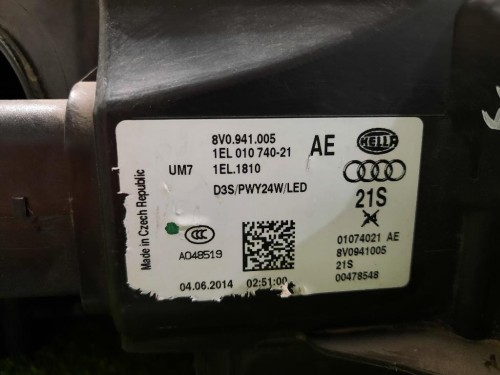 8V0.941.005
1EL 010 740-21
AE
HELLA
UM7
1EL.1810
D3S/PWY24W/LED
21S
Made in Czech Republic
CCC
A048519
01074021 AE
8V0941005
21S
00478548
04.06.2014
02:51:00